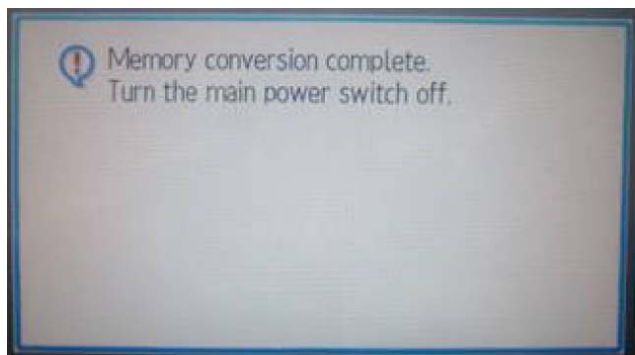 Memory conversion complete.
Turn the main power switch off.